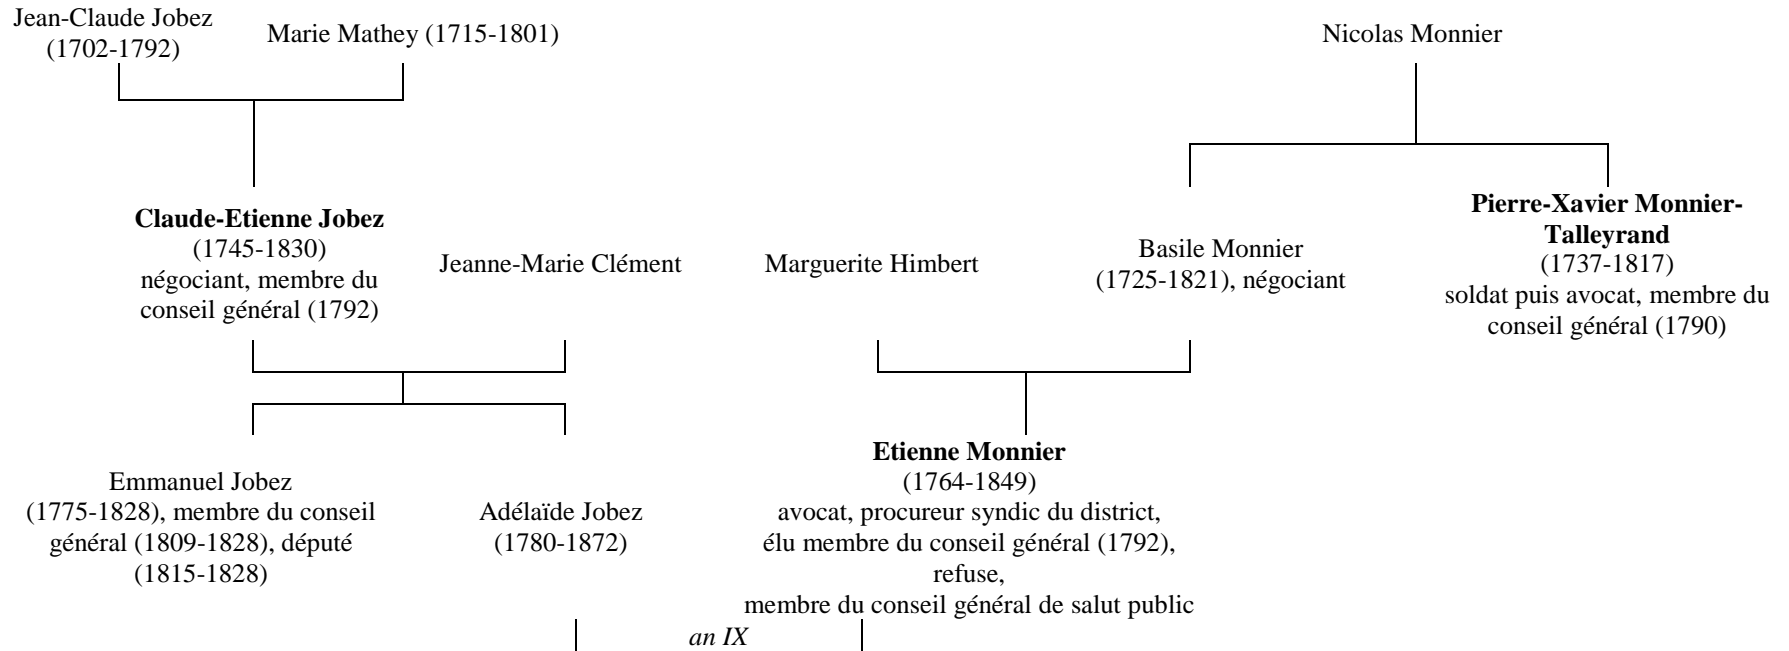 Jean-Claude Jobez
(1702-1792)
Marie Mathey (1715-1801)
Nicolas Monnier
Claude-Etienne Jobez
(1745-1830)
négociant, membre du
conseil général (1792)
Jeanne-Marie Clément
Marguerite Himbert
Basile Monnier
(1725-1821), négociant
Pierre-Xavier Monnier-
Talleyrand
(1737-1817)
soldat puis avocat, membre du
conseil général (1790)
Emmanuel Jobez
(1775-1828), membre du conseil
général (1809-1828), député
(1815-1828)
Adélaïde Jobez
(1780-1872)
Etienne Monnier
(1764-1849)
avocat, procureur syndic du district,
élu membre du conseil général (1792),
refuse,
membre du conseil général de salut public
an IX